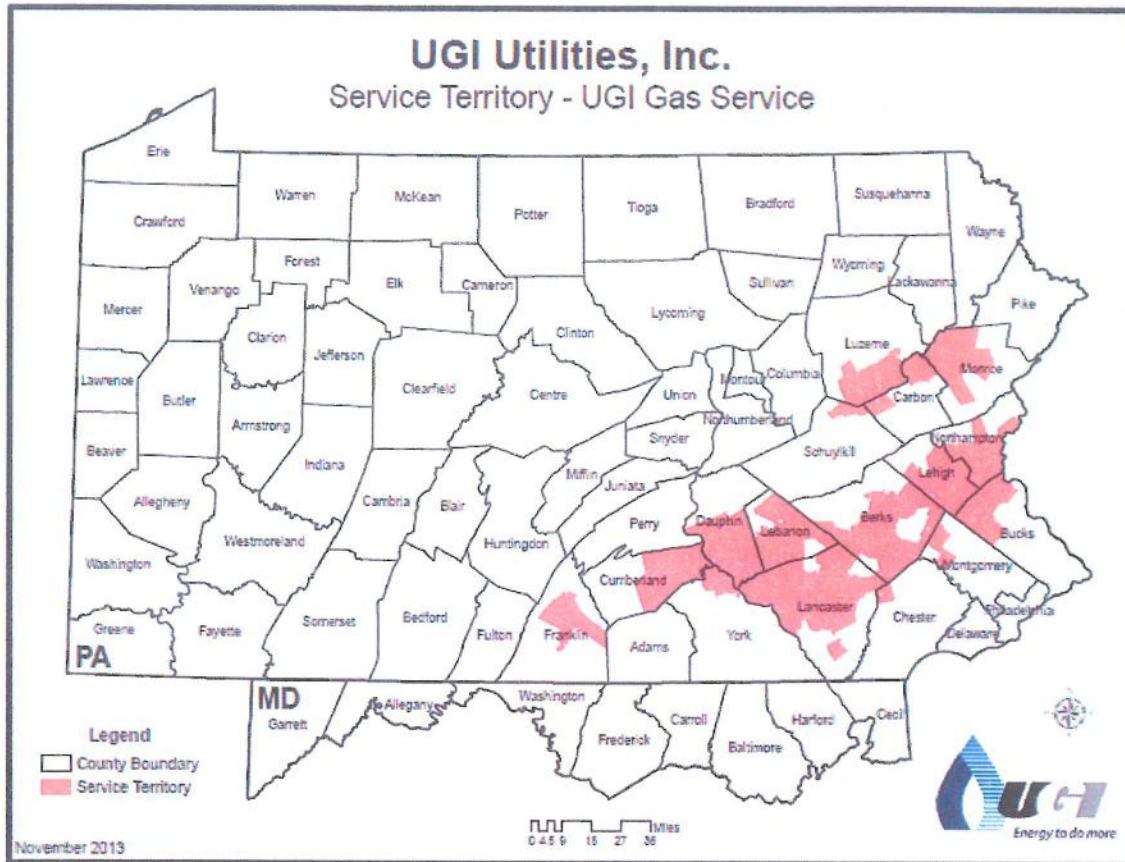 UGI Utilities, Inc.
Service Territory - UGI Gas Service
Erie
Warren
McKean
Potter
Tioga
Bradford
Susquehanna
Wayne
Crawford
Forest
Elk
Cameron
Sullivan
Wyoming
Lackawanna
Pike
Mercer
Venango
Clarion
Clinton
Lycoming
Luzerne
Monroe
Lawrence
Butler
Jefferson
Clearfield
Centre
Union
Montour
Columbia
Carbon
Beaver
Armstrong
Indiana
Snyder
Northumberland
Schuylkill
Northampton
Lehigh
Allegheny
Cambria
Blair
Mifflin
Juniata
Perry
Dauphin
Lebanon
Berks
Bucks
Washington
Westmoreland
Huntingdon
Cumberland
Lancaster
Montgomery
Greene
Fayette
Somerset
Bedford
Fulton
Franklin
Adams
York
Chester
Delaware
Philadelphia
PA
MD
Garrett
Allegany
Washington
Frederick
Carroll
Baltimore
Harford
Cecil
Legend
County Boundary
Service Territory
Miles
0 4.5 9 18 27 36
UGI
Energy to do more
November 2013